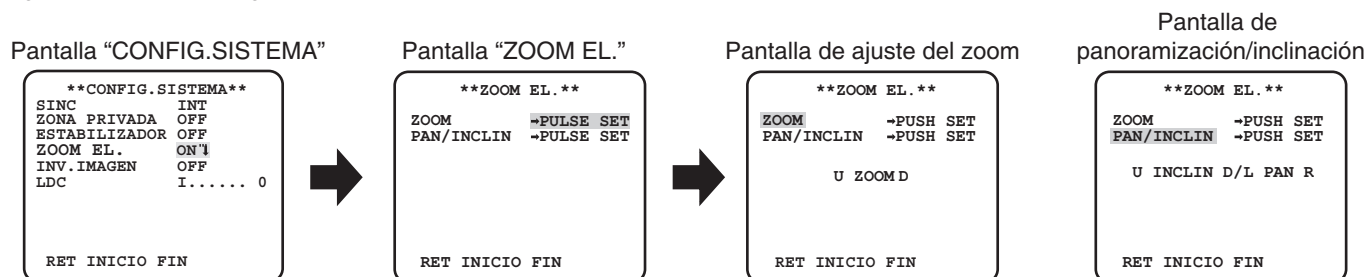 Pantalla “CONFIG.SISTEMA”
**CONFIG.SISTEMA**
SINC INT
ZONA PRIVADA OFF
ESTABILIZADOR OFF
ZOOM EL. ON
INV.IMAGEN OFF
LDC I...... 0
RET INICIO FIN
Pantalla “ZOOM EL.”
**ZOOM EL.**
ZOOM →PULSE SET
PAN/INCLIN →PULSE SET
RET INICIO FIN
Pantalla de ajuste del zoom
**ZOOM EL.**
ZOOM →PUSH SET
PAN/INCLIN →PUSH SET
U ZOOM D
RET INICIO FIN
Pantalla de
panoramización/inclinación
**ZOOM EL.**
ZOOM →PUSH SET
PAN/INCLIN →PUSH SET
U INCLIN D/L PAN R
RET INICIO FIN